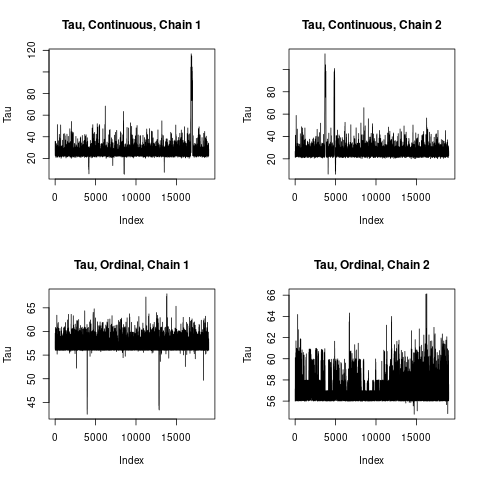 Tau, Continuous, Chain 1
Tau
20 40 60 80 120
0 5000 10000 15000
Index
Tau, Continuous, Chain 2
Tau
20 40 60 80
0 5000 10000 15000
Index
Tau, Ordinal, Chain 1
Tau
45 50 55 60 65
0 5000 10000 15000
Index
Tau, Ordinal, Chain 2
Tau
56 58 60 62 64 66
0 5000 10000 15000
Index